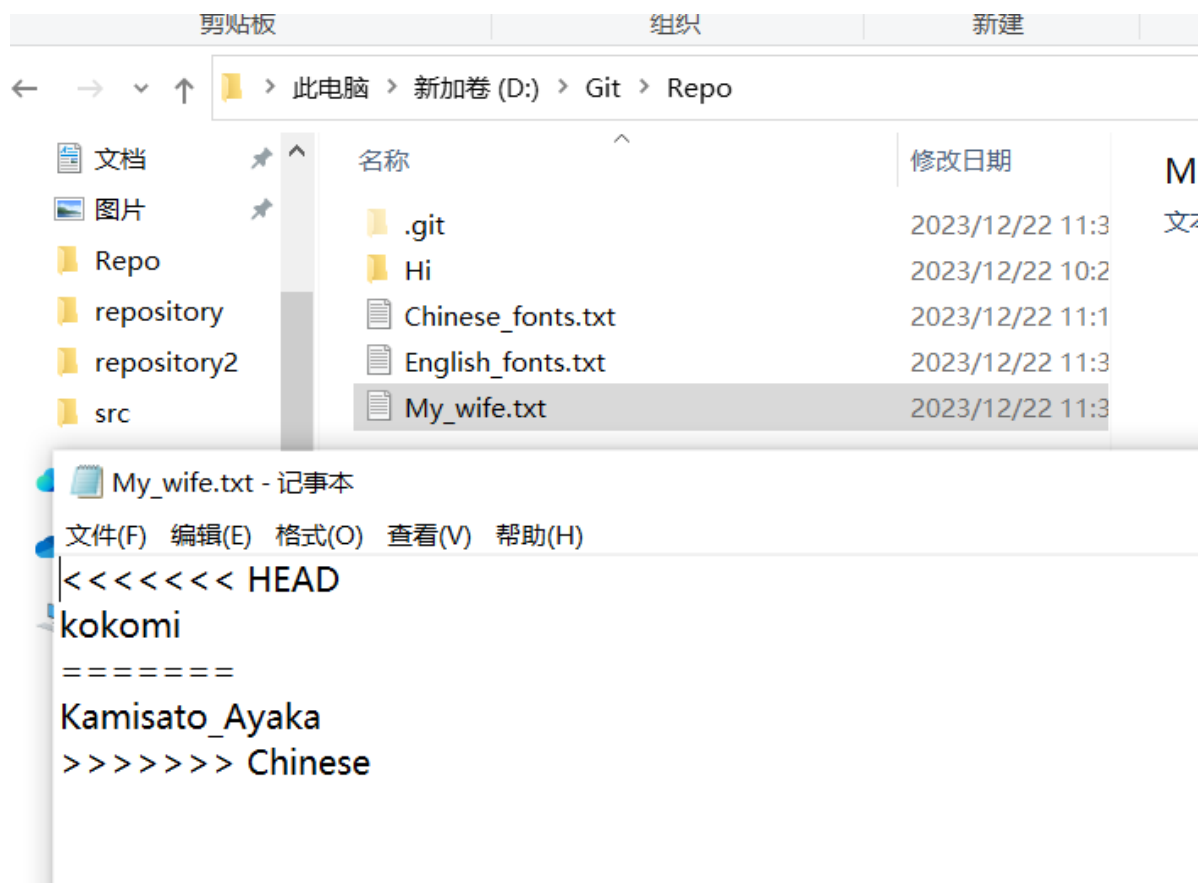 剪贴板 组织 新建
此电脑 > 新加卷 (D:) > Git > Repo
文档
图片
Repo
repository
repository2
src
名称 修改日期
.git 2023/12/22 11:3
Hi 2023/12/22 10:2
Chinese_fonts.txt 2023/12/22 11:1
English_fonts.txt 2023/12/22 11:3
My_wife.txt 2023/12/22 11:3
M
文本
My_wife.txt - 记事本
文件(F) 编辑(E) 格式(O) 查看(V) 帮助(H)
<<<<<<< HEAD
kokomi
=======
Kamisato_Ayaka
>>>>>>> Chinese